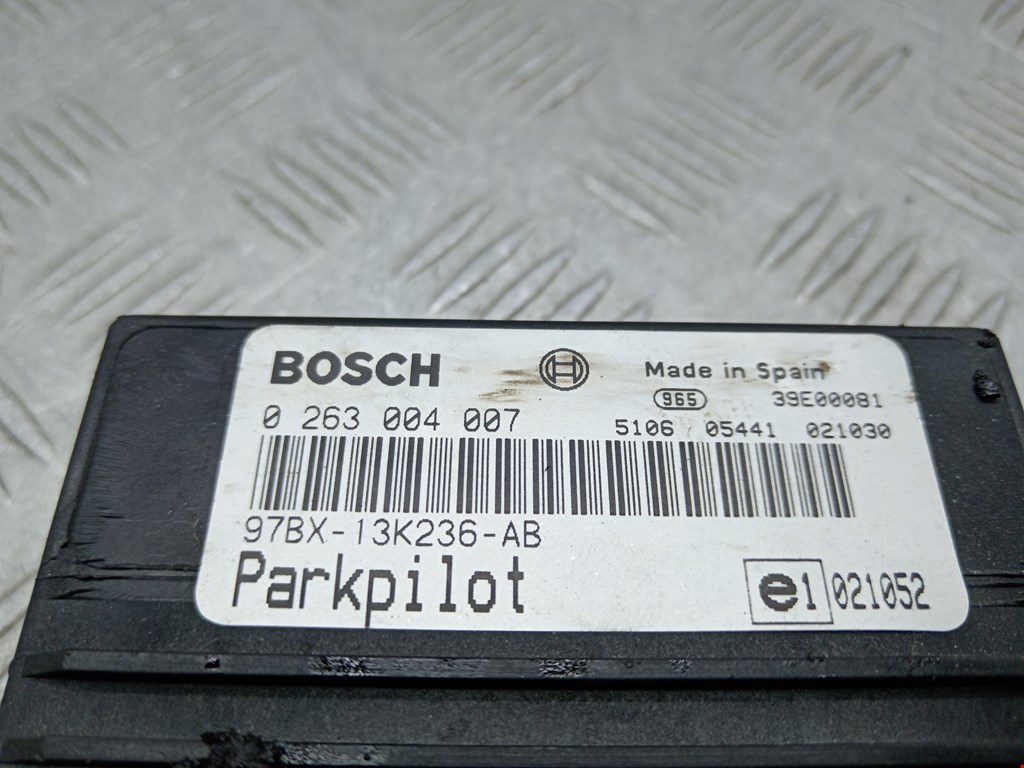 BOSCH
Made in Spain
965 39E00081
0 263 004 007
5106 05441 021030
97BX-13K236-AB
Parkpilot
e1 021052